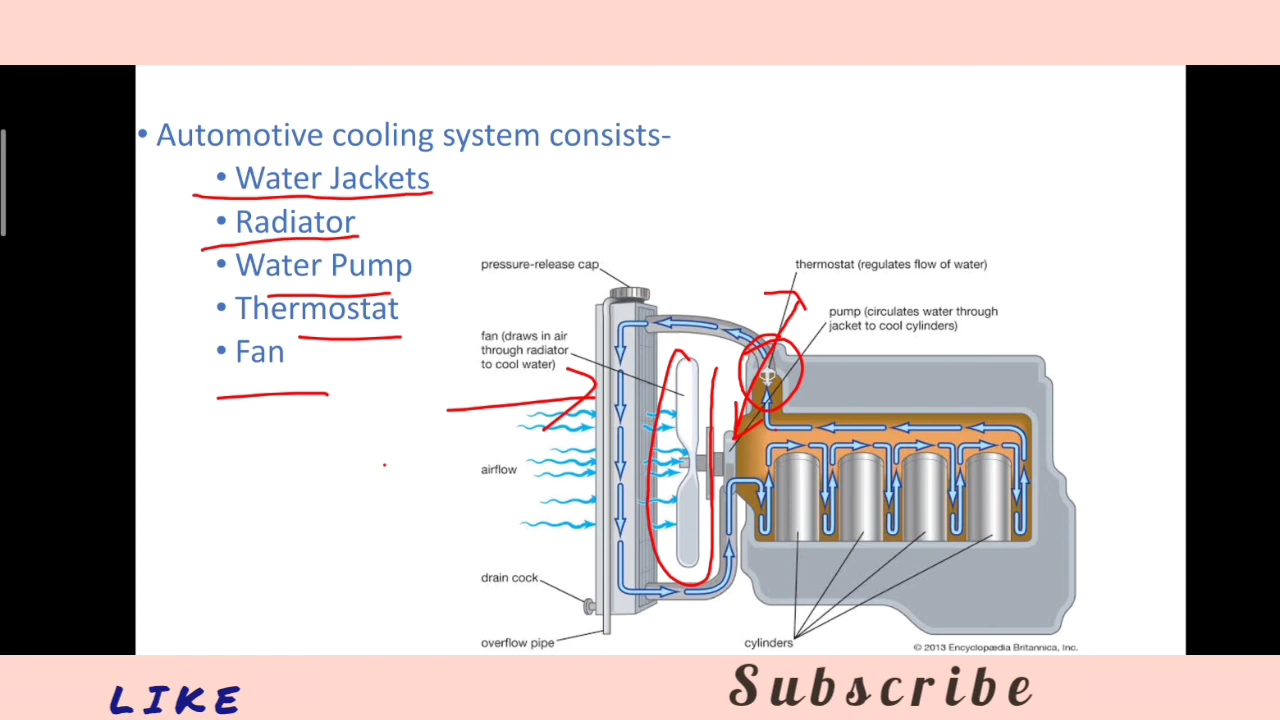 • Automotive cooling system consists-
• Water Jackets
• Radiator
• Water Pump
• Thermostat
• Fan
pressure-release cap
thermostat (regulates flow of water)
pump (circulates water through
jacket to cool cylinders)
fan (draws in air
through radiator
to cool water)
airflow
drain cock
overflow pipe
cylinders
© 2013 Encyclopædia Britannica, Inc.
LIKE
Subscribe